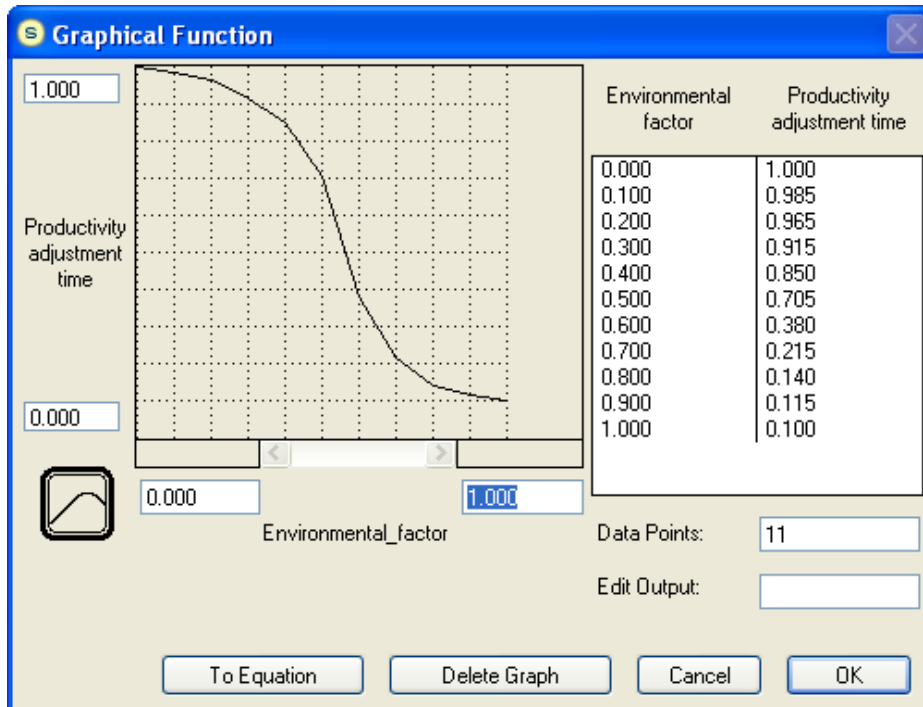 S Graphical Function
1.000
Productivity
adjustment
time
0.000
0.000
1.000
Environmental_factor
Environmental factor Productivity adjustment time
0.000 1.000
0.100 0.985
0.200 0.965
0.300 0.915
0.400 0.850
0.500 0.705
0.600 0.380
0.700 0.215
0.800 0.140
0.900 0.115
1.000 0.100
Data Points: 11
Edit Output:
To Equation Delete Graph Cancel OK